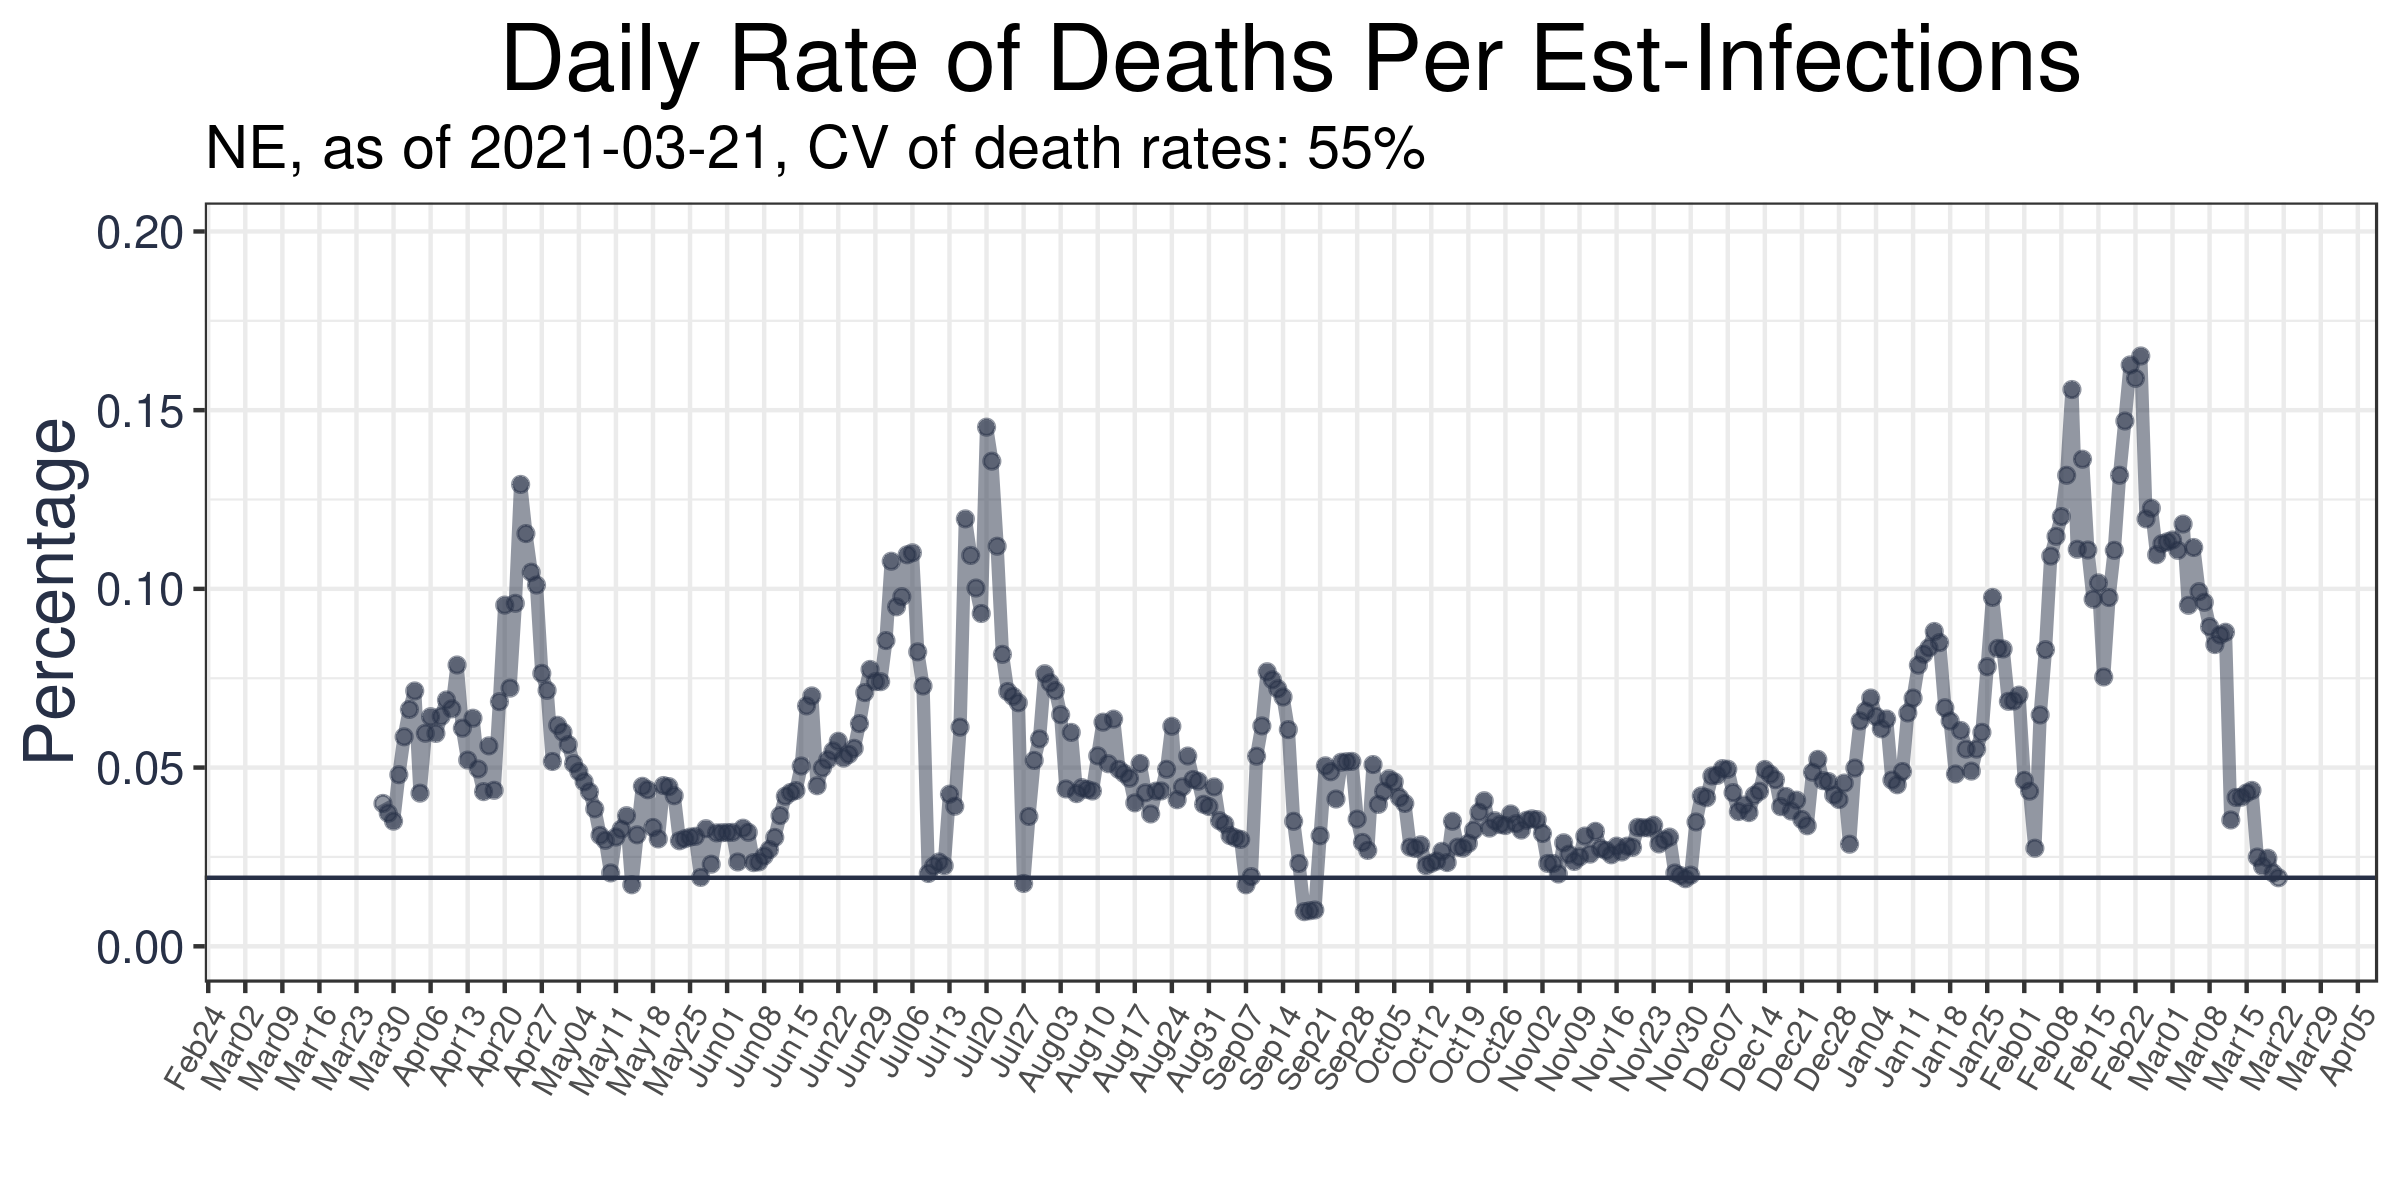 Daily Rate of Deaths Per Est-Infections
NE, as of 2021-03-21, CV of death rates: 55%
Percentage
0.20
0.15
0.10
0.05
0.00
Feb24
Mar02
Mar09
Mar16
Mar23
Mar30
Apr06
Apr13
Apr20
Apr27
May04
May11
May18
May25
Jun01
Jun08
Jun15
Jun22
Jun29
Jul06
Jul13
Jul20
Jul27
Aug03
Aug10
Aug17
Aug24
Aug31
Sep07
Sep14
Sep21
Sep28
Oct05
Oct12
Oct19
Oct26
Nov02
Nov09
Nov16
Nov23
Nov30
Dec07
Dec14
Dec21
Dec28
Jan04
Jan11
Jan18
Jan25
Feb01
Feb08
Feb15
Feb22
Mar01
Mar08
Mar15
Mar22
Mar29
Apr05